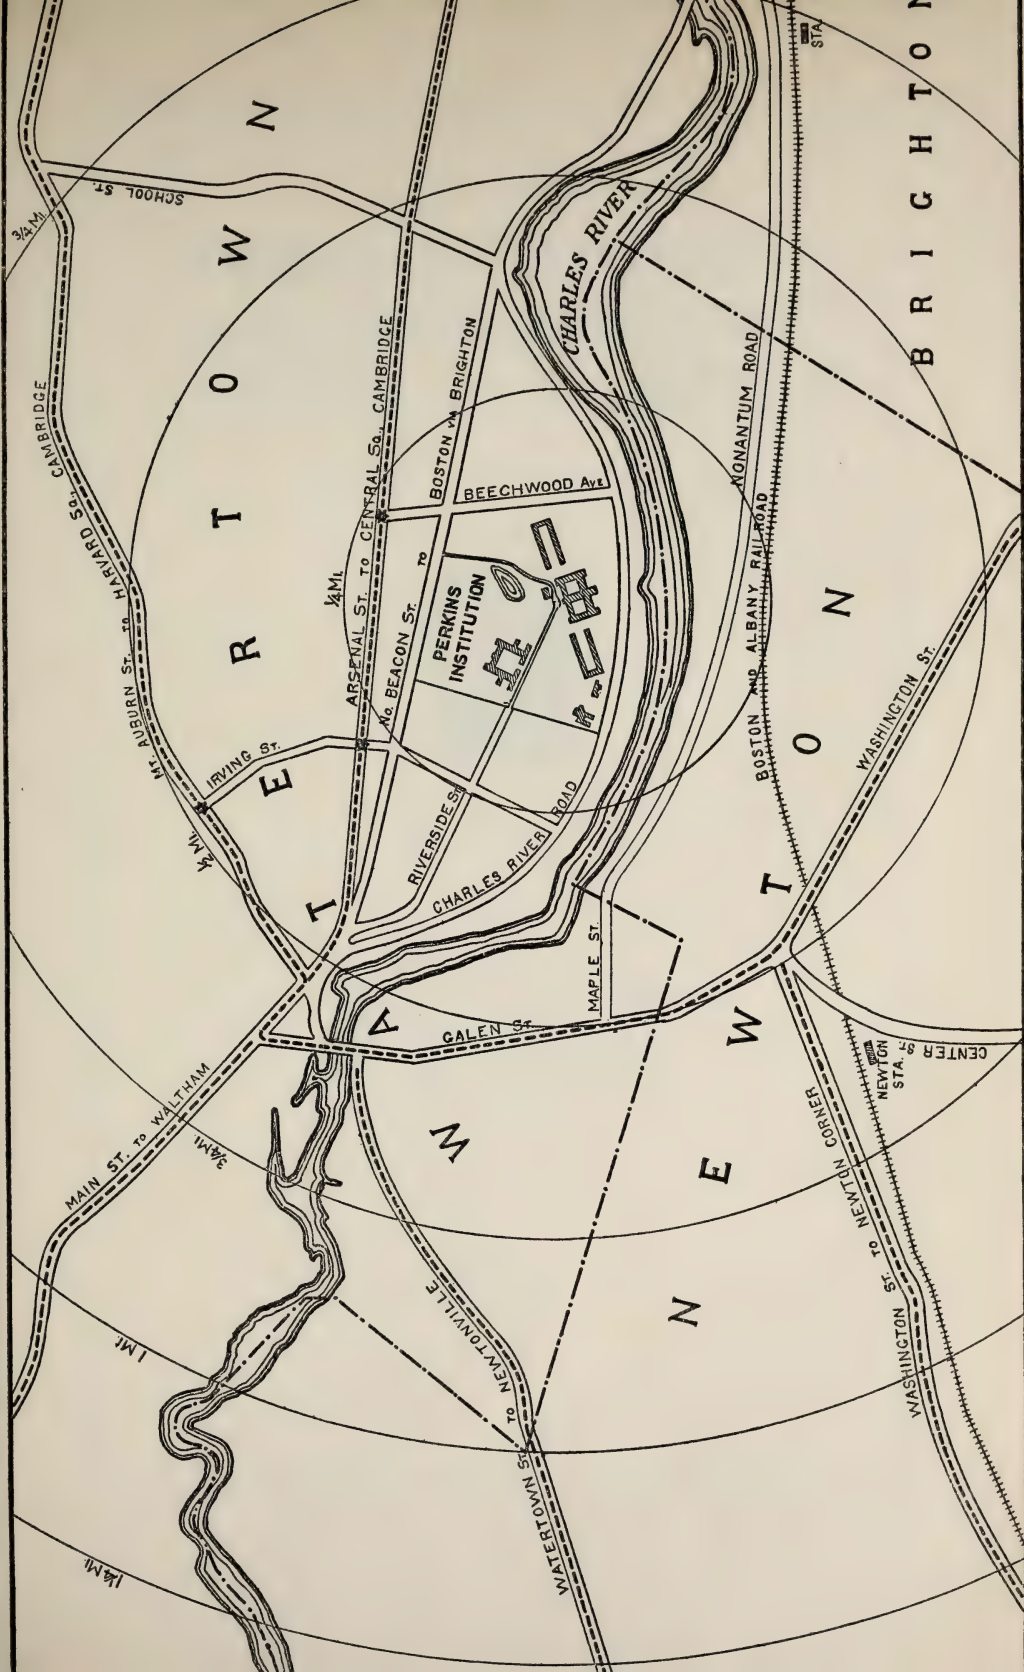 WATERTOWN
NEWTON
BRIGHTON
STA.
3/4 MI.
SCHOOL ST.
CHARLES RIVER
MT. AUBURN ST. TO HARVARD SQ., CAMBRIDGE
ARSENAL ST. TO CENTRAL SQ., CAMBRIDGE
No. BEACON ST. TO BOSTON VIA BRIGHTON
BEECHWOOD AVE
NONANTUM ROAD
BOSTON AND ALBANY RAILROAD
1/4 MI.
PERKINS
INSTITUTION
IRVING ST.
RIVERSIDE ST.
CHARLES RIVER ROAD
1/2 MI.
WASHINGTON ST.
MAPLE ST.
GALEN ST.
CENTER ST.
NEWTON
STA.
MAIN ST. TO WALTHAM
3/4 MI.
WASHINGTON ST. TO NEWTON CORNER
WATERTOWN ST. TO NEWTONVILLE
1 MI.
1 1/4 MI.